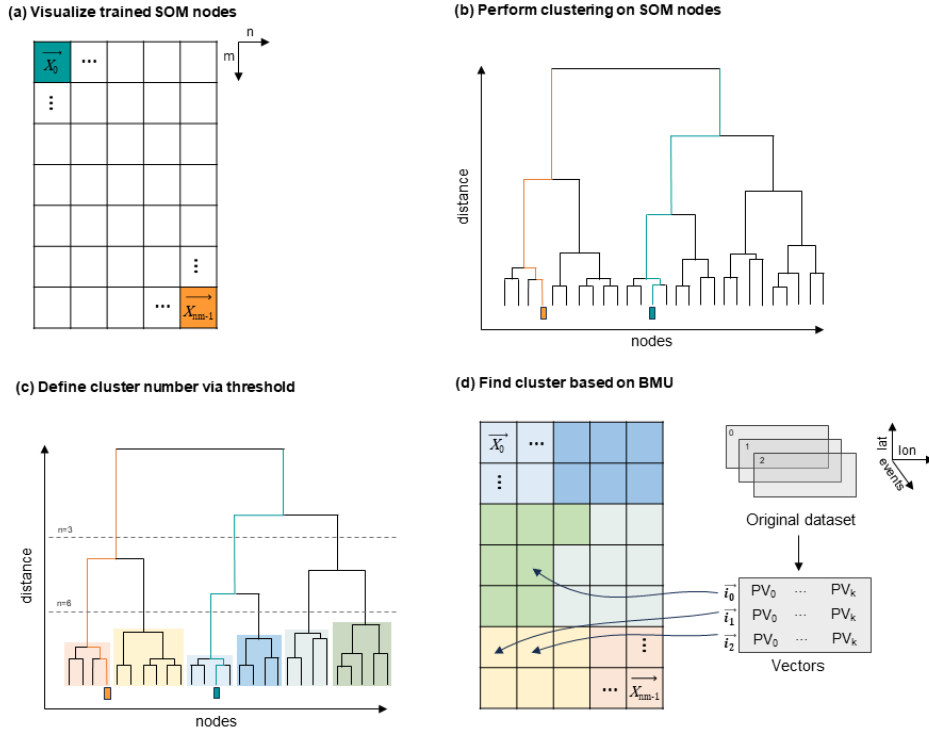 (a) Visualize trained SOM nodes
n
m
X₀ ...
⋮
⋮
... Xnm-1
(b) Perform clustering on SOM nodes
distance
nodes
(c) Define cluster number via threshold
n=3
n=6
distance
nodes
(d) Find cluster based on BMU
X₀ ...
⋮
⋮
... Xnm-1
0
1
2
lat
lon
events
Original dataset
i₀ PV₀ ... PVₖ
i₁ PV₀ ... PVₖ
i₂ PV₀ ... PVₖ
Vectors